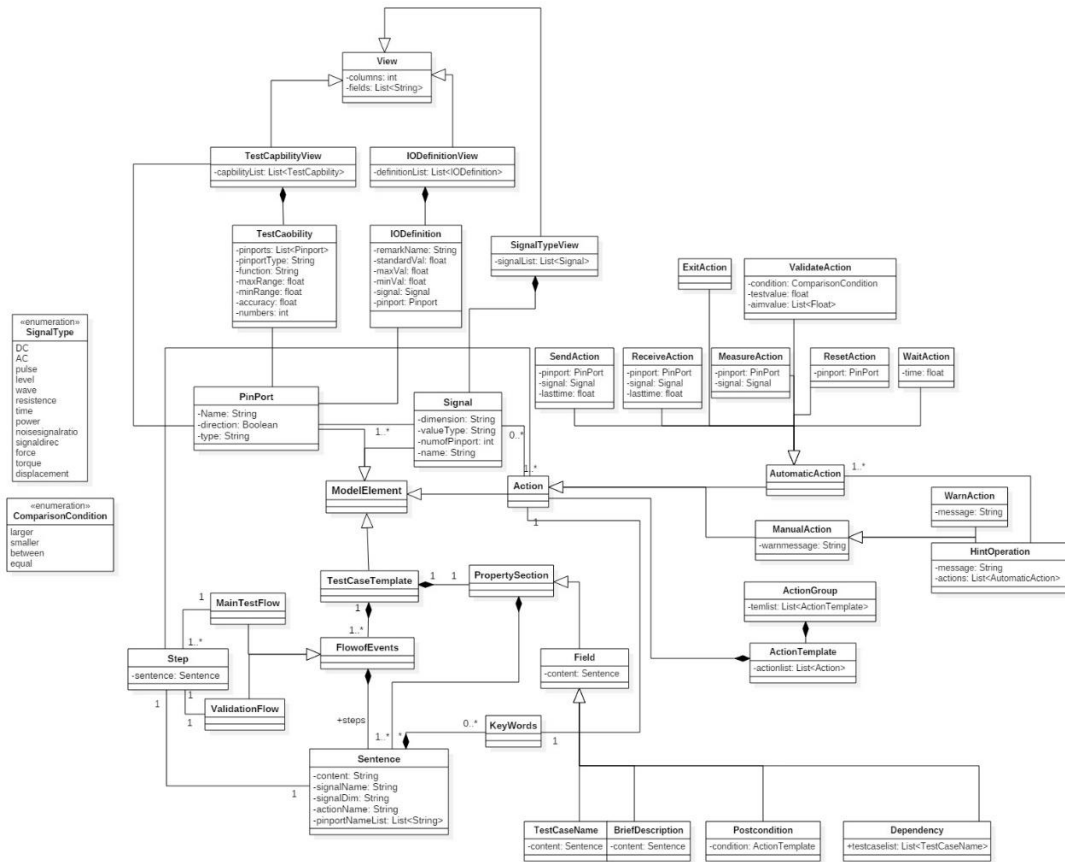 View
-columns: int
-fields: List<String>
TestCapbilityView
-capbilityList: List<TestCapbility>
IODefinitionView
-definitionList: List<IODefinition>
TestCaobility
-pinports: List<Pinport>
-pinportType: String
-function: String
-maxRange: float
-minRange: float
-accuracy: float
-numbers: int
IODefinition
-remarkName: String
-standardVal: float
-maxVal: float
-minVal: float
-signal: Signal
-pinport: Pinport
SignalTypeView
-signalList: List<Signal>
ExitAction
ValidateAction
-condition: ComparisonCondition
-testvalue: float
-aimvalue: List<Float>
«enumeration»
SignalType
DC
AC
pulse
level
wave
resistence
time
power
noisesignalratio
signaldirec
force
torque
displacement
SendAction
-pinport: PinPort
-signal: Signal
-lasttime: float
ReceiveAction
-pinport: PinPort
-signal: Signal
-lasttime: float
MeasureAction
-pinport: PinPort
-signal: Signal
ResetAction
-pinport: PinPort
WaitAction
-time: float
PinPort
-Name: String
-direction: Boolean
-type: String
1..*
Signal
-dimension: String
-valueType: String
-numofPinport: int
-name: String
0..*
1..*
AutomaticAction
1..*
ModelElement
Action
1
«enumeration»
ComparisonCondition
larger
smaller
between
equal
WarnAction
-message: String
ManualAction
-warnmessage: String
HintOperation
-message: String
-actions: List<AutomaticAction>
TestCaseTemplate
1
1
PropertySection
1
1..*
ActionGroup
-temlist: List<ActionTemplate>
MainTestFlow
1
1..*
FlowofEvents
Step
-sentence: Sentence
Field
-content: Sentence
ActionTemplate
-actionlist: List<Action>
1
1
1
ValidationFlow
+steps
1..*
*
0..*
KeyWords
1
Sentence
-content: String
-signalName: String
-signalDim: String
-actionName: String
-pinportNameList: List<String>
1
TestCaseName
-content: Sentence
BriefDescription
-content: Sentence
Postcondition
-condition: ActionTemplate
Dependency
+testcaselist: List<TestCaseName>